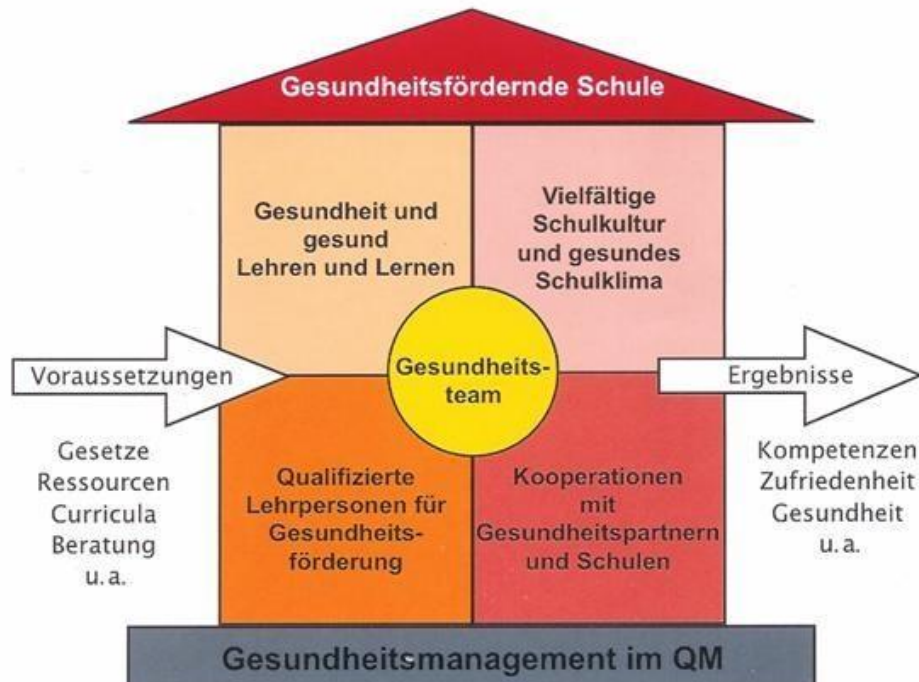 Gesundheitsfördernde Schule
Gesundheit und
gesund
Lehren und Lernen
Vielfältige
Schulkultur
und gesundes
Schulklima
Voraussetzungen
Gesetze
Ressourcen
Curricula
Beratung
u.a.
Gesundheits-
team
Ergebnisse
Kompetenzen
Zufriedenheit
Gesundheit
u.a.
Qualifizierte
Lehrpersonen für
Gesundheits-
förderung
Kooperationen
mit
Gesundheitspartnern
und Schulen
Gesundheitsmanagement im QM